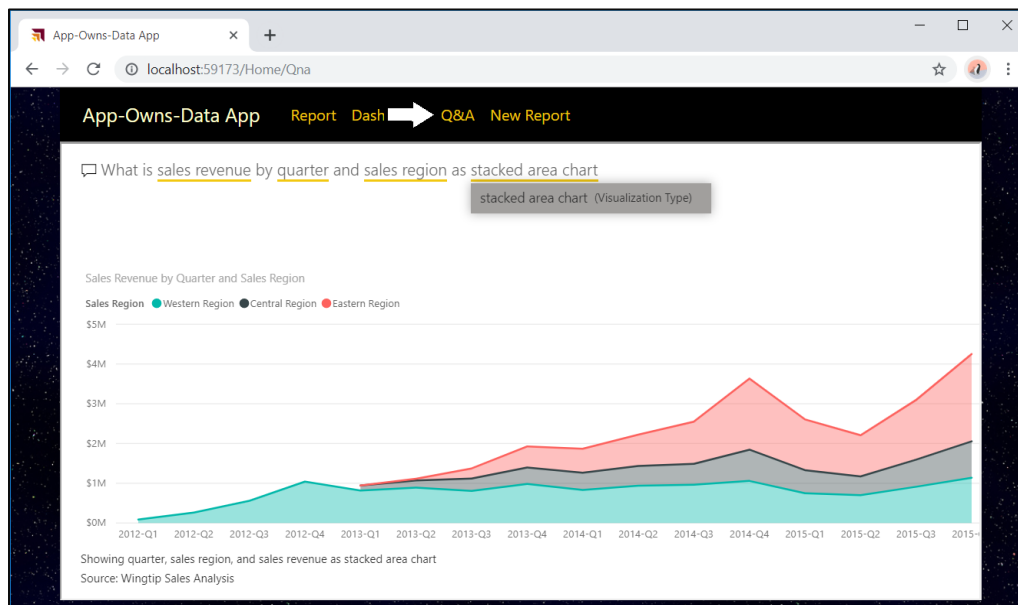 App-Owns-Data App
localhost:59173/Home/Qna
App-Owns-Data App Report Dash Q&A New Report
What is sales revenue by quarter and sales region as stacked area chart
stacked area chart (Visualization Type)
Sales Revenue by Quarter and Sales Region
Sales Region Western Region Central Region Eastern Region
$5M
$4M
$3M
$2M
$1M
$0M
2012-Q1 2012-Q2 2012-Q3 2012-Q4 2013-Q1 2013-Q2 2013-Q3 2013-Q4 2014-Q1 2014-Q2 2014-Q3 2014-Q4 2015-Q1 2015-Q2 2015-Q3 2015-
Showing quarter, sales region, and sales revenue as stacked area chart
Source: Wingtip Sales Analysis